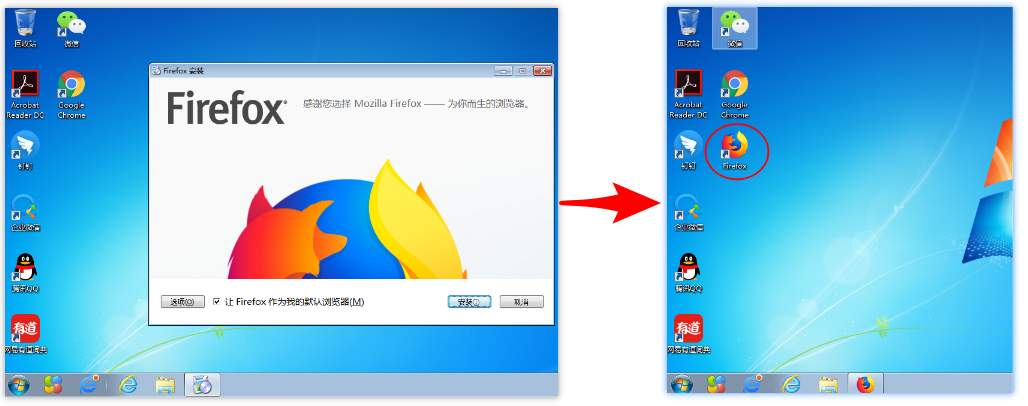 回收站
微信
Acrobat
Reader DC
Google
Chrome
钉钉
企业微信
腾讯QQ
有道
网易有道词典
Firefox 安装
Firefox
感谢您选择 Mozilla Firefox —— 为你而生的浏览器。
选项(O)
让 Firefox 作为我的默认浏览器(M)
安装(I)
取消
回收站
微信
Acrobat
Reader DC
Google
Chrome
钉钉
Firefox
企业微信
腾讯QQ
有道
网易有道词典